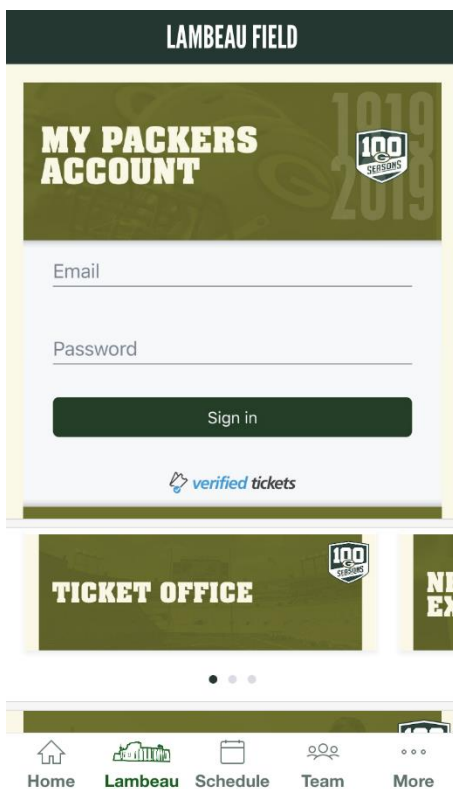 LAMBEAU FIELD
MY PACKERS
ACCOUNT
1919
2019
100
SEASONS
Email
Password
Sign in
verified tickets
TICKET OFFICE
100
SEASONS
100
Home
Lambeau
Schedule
Team
More